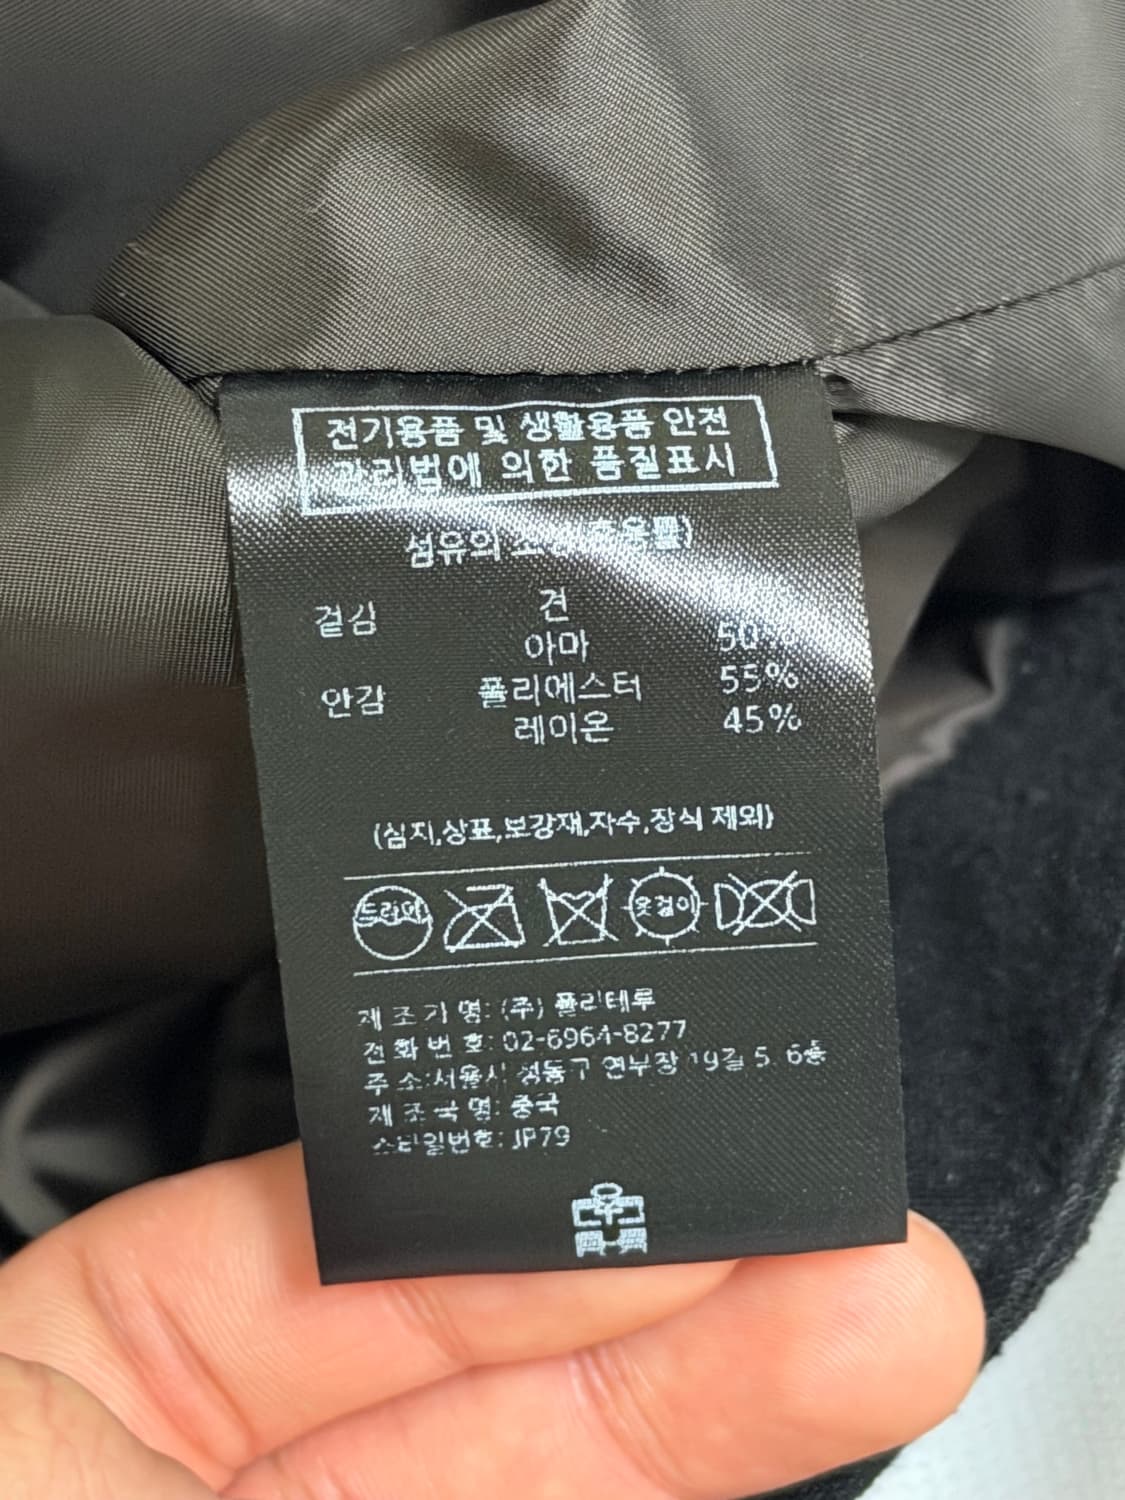 전기용품 및 생활용품 안전
관리법에 의한 품질표시
섬유의
겉감 견
아마 50%
안감 폴리에스터 55%
레이온 45%
(심지,상표,보강재,자수,장식 제외)
드라이 옷걸이
제 조 기 명: (주) 폴리테루
전 화 번 호: 02-6964-8277
주 소:서울시 성동구 연무장 19길 5. 6층
제 조 국 명: 중국
스타일번호: JP79